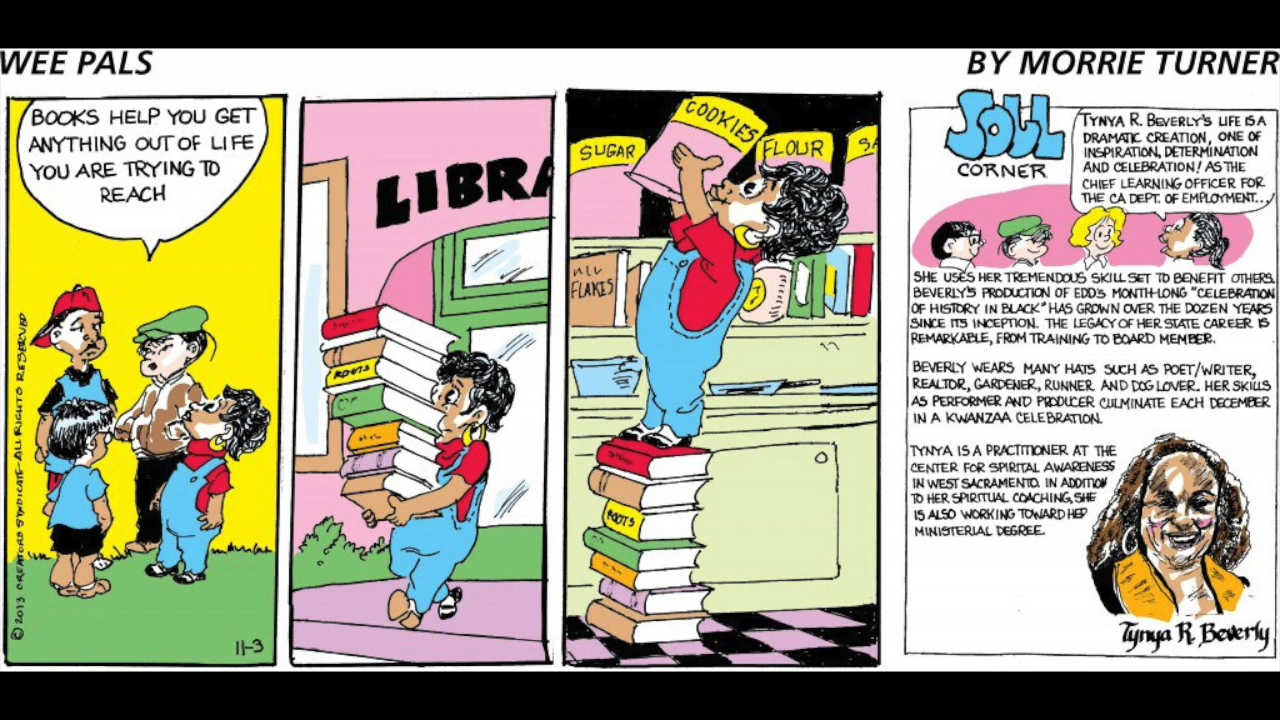 WEE PALS
BY MORRIE TURNER
BOOKS HELP YOU GET
ANYTHING OUT OF LIFE
YOU ARE TRYING TO
REACH
© 2013 CREATORS SYNDICATE-ALL RIGHTS RESERVED
11-3
LIBRA
ROOTS
COOKIES
SUGAR
FLOUR
SA
FLAKES
ROOTS
SOUL
CORNER
TYNYA R. BEVERLY'S LIFE IS A
DRAMATIC CREATION, ONE OF
INSPIRATION, DETERMINATION
AND CELEBRATION! AS THE
CHIEF LEARNING OFFICER FOR
THE CA DEPT. OF EMPLOYMENT...
SHE USES HER TREMENDOUS SKILL SET TO BENEFIT OTHERS.
BEVERLY'S PRODUCTION OF EDD'S MONTH-LONG "CELEBRATION
OF HISTORY IN BLACK" HAS GROWN OVER THE DOZEN YEARS
SINCE ITS INCEPTION. THE LEGACY OF HER STATE CAREER IS
REMARKABLE, FROM TRAINING TO BOARD MEMBER.
BEVERLY WEARS MANY HATS SUCH AS POET/WRITER,
REALTOR, GARDENER, RUNNER AND DOG LOVER. HER SKILLS
AS PERFORMER AND PRODUCER CULMINATE EACH DECEMBER
IN A KWANZAA CELEBRATION.
TYNYA IS A PRACTITIONER AT THE
CENTER FOR SPIRITAL AWARENESS
IN WEST SACRAMENTO. IN ADDITION
TO HER SPIRITUAL COACHING, SHE
IS ALSO WORKING TOWARD HER
MINISTERIAL DEGREE.
Tynya R. Beverly